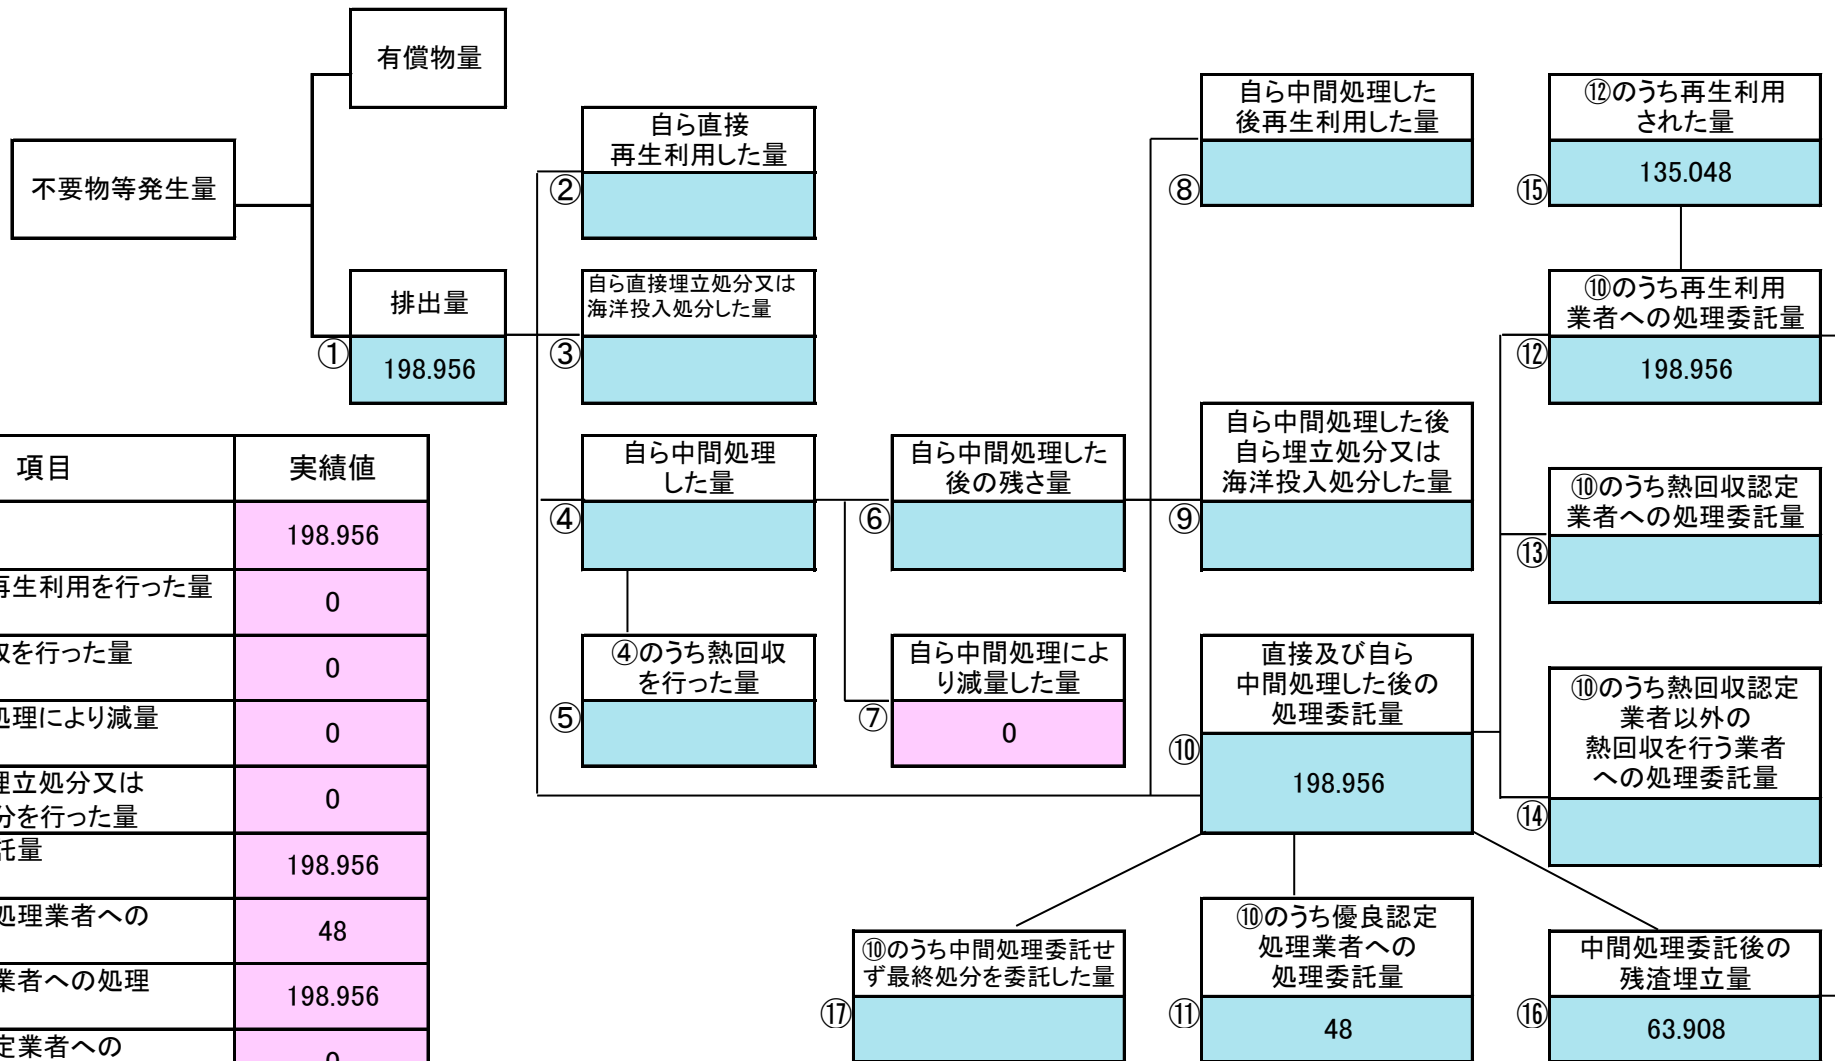 有償物量
不要物等発生量
排出量
①
198.956
自ら直接
再生利用した量
②
自ら直接埋立処分又は
海洋投入処分した量
③
自ら中間処理
した量
④
④のうち熱回収
を行った量
⑤
自ら中間処理した
後の残さ量
⑥
自ら中間処理によ
り減量した量
⑦
0
自ら中間処理した
後再生利用した量
⑧
自ら中間処理した後
自ら埋立処分又は
海洋投入処分した量
⑨
直接及び自ら
中間処理した後の
処理委託量
⑩
198.956
⑫のうち再生利用
された量
⑮
135.048
⑩のうち再生利用
業者への処理委託量
⑫
198.956
⑩のうち熱回収認定
業者への処理委託量
⑬
⑩のうち熱回収認定
業者以外の
熱回収を行う業者
への処理委託量
⑭
⑩のうち中間処理委託せ
ず最終処分を委託した量
⑰
⑩のうち優良認定
処理業者への
処理委託量
⑪
48
中間処理委託後の
残渣埋立量
⑯
63.908
項目
実績値
198.956
再生利用を行った量
0
収を行った量
0
処理により減量
0
埋立処分又は
分を行った量
0
託量
198.956
処理業者への
48
業者への処理
198.956
定業者への
0